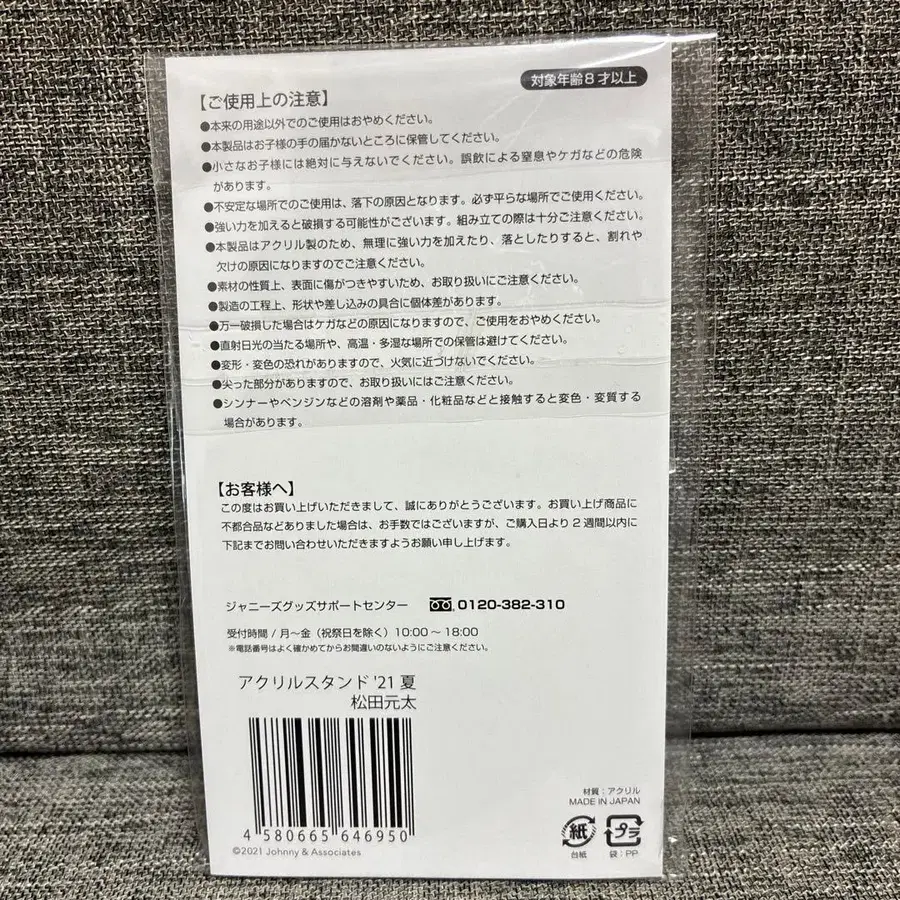 対象年齢8才以上
【ご使用上の注意】
●本来の用途以外でのご使用はおやめください。
●本製品はお子様の手の届かないところに保管してください。
●小さなお子様には絶対に与えないでください。誤飲による窒息やケガなどの危険
があります。
●不安定な場所でのご使用は、落下の原因となります。必ず平らな場所でご使用ください。
●強い力を加えると破損する可能性がございます。組み立ての際は十分ご注意ください。
●本製品はアクリル製のため、無理に強い力を加えたり、落としたりすると、割れや
欠けの原因になりますのでご注意ください。
●素材の性質上、表面に傷がつきやすいため、お取り扱いにご注意ください。
●製造の工程上、形状や差し込みの具合に個体差があります。
●万一破損した場合はケガなどの原因になりますので、ご使用をおやめください。
●直射日光の当たる場所や、高温・多湿な場所での保管は避けてください。
●変形・変色の恐れがありますので、火気に近づけないでください。
●尖った部分がありますので、お取り扱いにはご注意ください。
●シンナーやベンジンなどの溶剤や薬品・化粧品などと接触すると変色・変質する
場合があります。
【お客様へ】
この度はお買い上げいただきまして、誠にありがとうございます。お買い上げ商品に
不都合品などありました場合は、お手数ではございますが、ご購入日より2週間以内に
下記までお問い合わせいただきますようお願い申し上げます。
ジャニーズグッズサポートセンター 0120-382-310
受付時間 / 月～金（祝祭日を除く）10:00～18:00
※電話番号はよく確かめてからお間違いのないようにご注意ください。
アクリルスタンド '21 夏
松田元太
4 580665 646950
©2021 Johnny & Associates
材質：アクリル
MADE IN JAPAN
紙 プラ
台紙 袋：PP